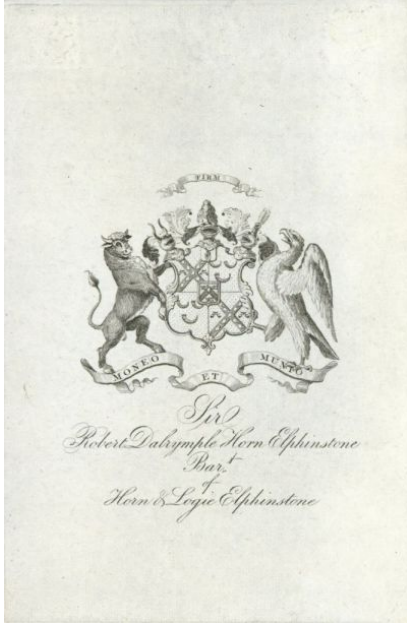 FIRM
MONEO ET MUNIO
Sir
Robert Dalrymple Horn Elphinstone
Bar.t
of
Horn & Logie Elphinstone